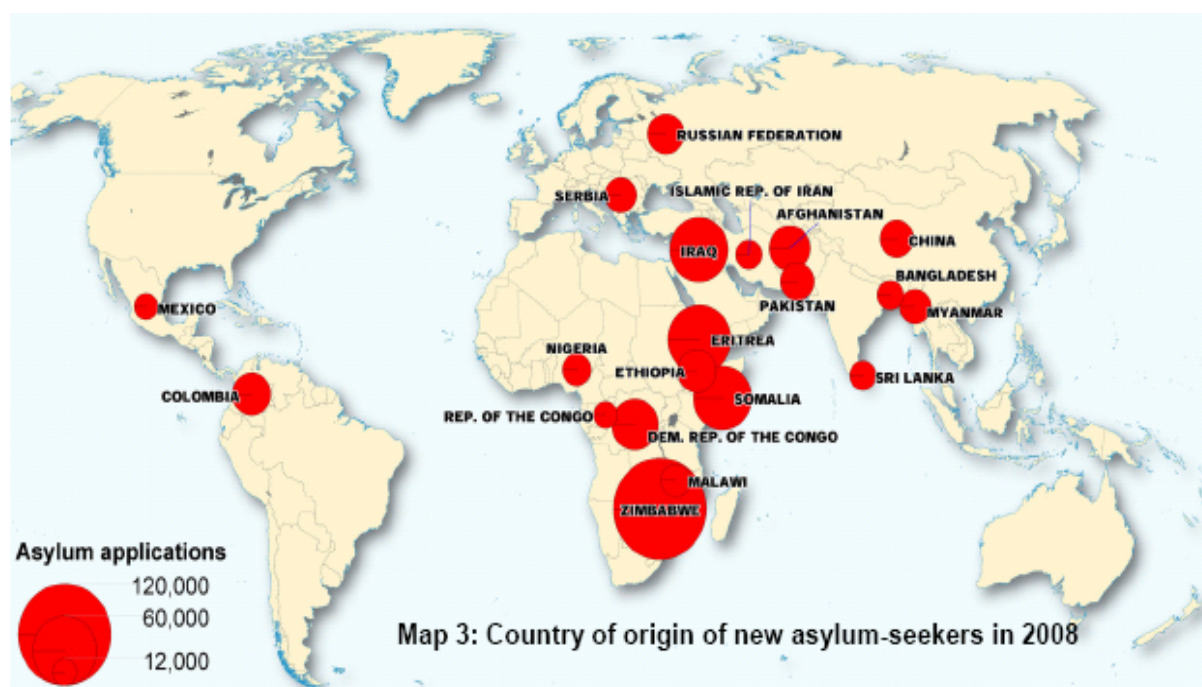 RUSSIAN FEDERATION
SERBIA
ISLAMIC REP. OF IRAN
AFGHANISTAN
IRAQ
CHINA
BANGLADESH
PAKISTAN
MYANMAR
MEXICO
ERITREA
NIGERIA
ETHIOPIA
SRI LANKA
COLOMBIA
SOMALIA
REP. OF THE CONGO
DEM. REP. OF THE CONGO
MALAWI
ZIMBABWE
Asylum applications
120,000
60,000
12,000
Map 3: Country of origin of new asylum-seekers in 2008